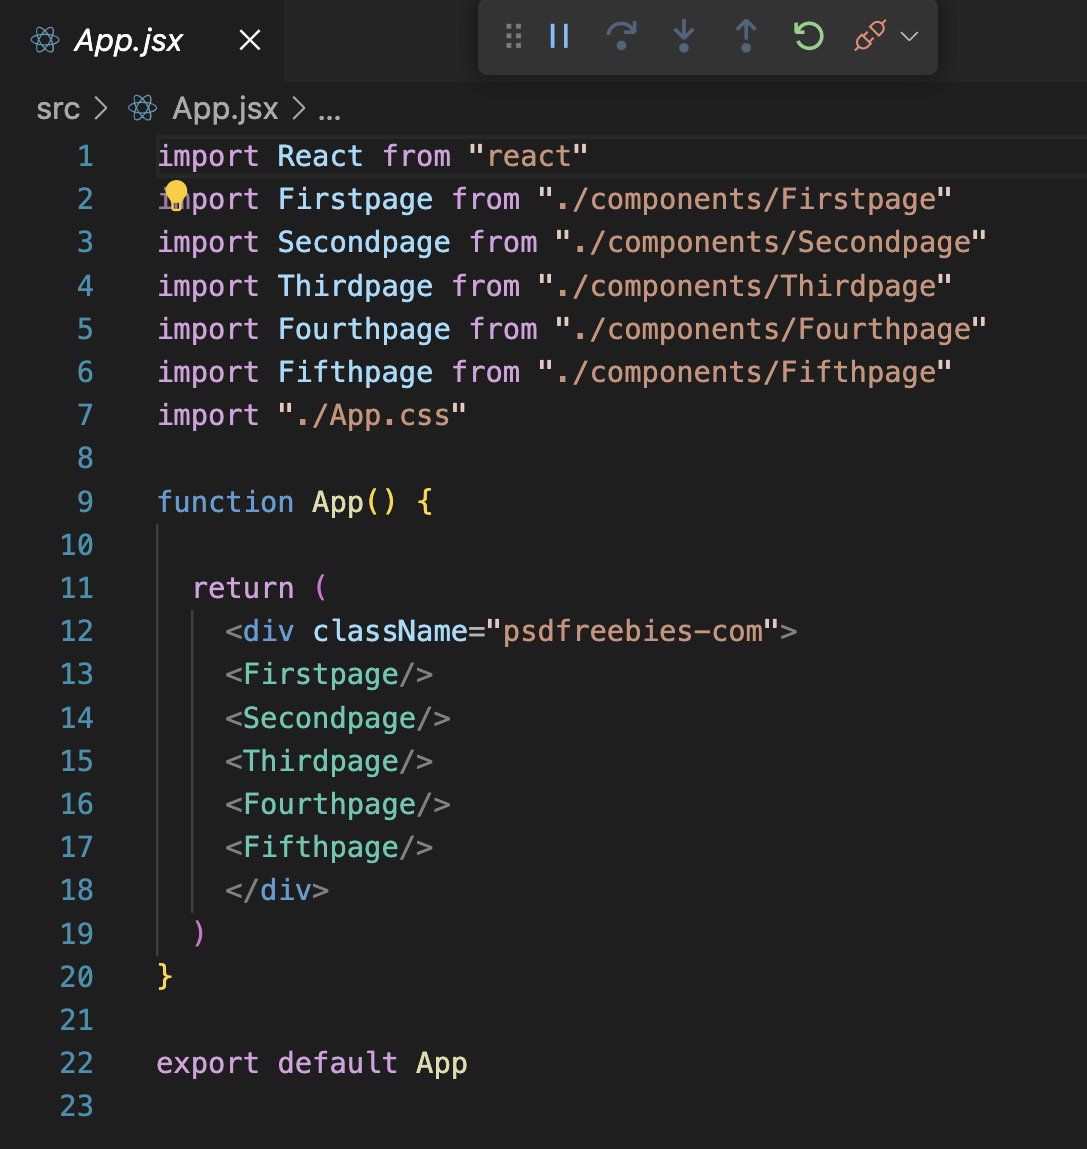 App.jsx
src > App.jsx > ...
1 import React from "react"
2 import Firstpage from "./components/Firstpage"
3 import Secondpage from "./components/Secondpage"
4 import Thirdpage from "./components/Thirdpage"
5 import Fourthpage from "./components/Fourthpage"
6 import Fifthpage from "./components/Fifthpage"
7 import "./App.css"
8
9 function App() {
10
11 return (
12 <div className="psdfreebies-com">
13 <Firstpage/>
14 <Secondpage/>
15 <Thirdpage/>
16 <Fourthpage/>
17 <Fifthpage/>
18 </div>
19 )
20 }
21
22 export default App
23